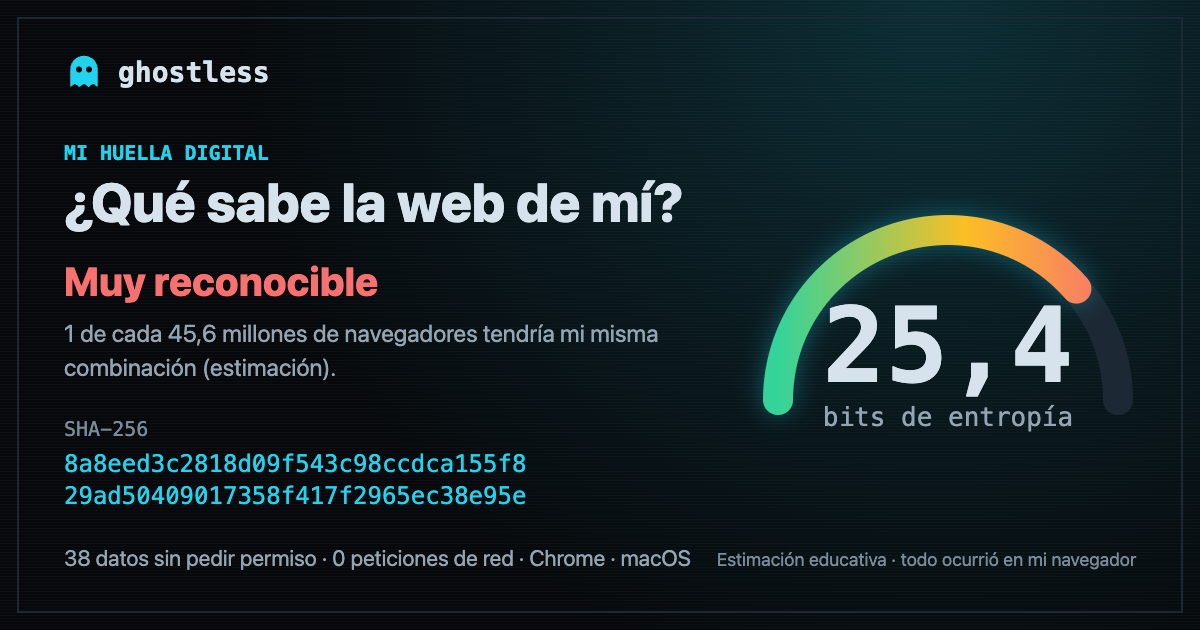 ghostless
MI HUELLA DIGITAL
¿Qué sabe la web de mí?
Muy reconocible
1 de cada 45,6 millones de navegadores tendría mi misma
combinación (estimación).
SHA-256
8a8eed3c2818d09f543c98ccdca155f8
29ad50409017358f417f2965ec38e95e
25,4
bits de entropía
38 datos sin pedir permiso · 0 peticiones de red · Chrome · macOS
Estimación educativa · todo ocurrió en mi navegador